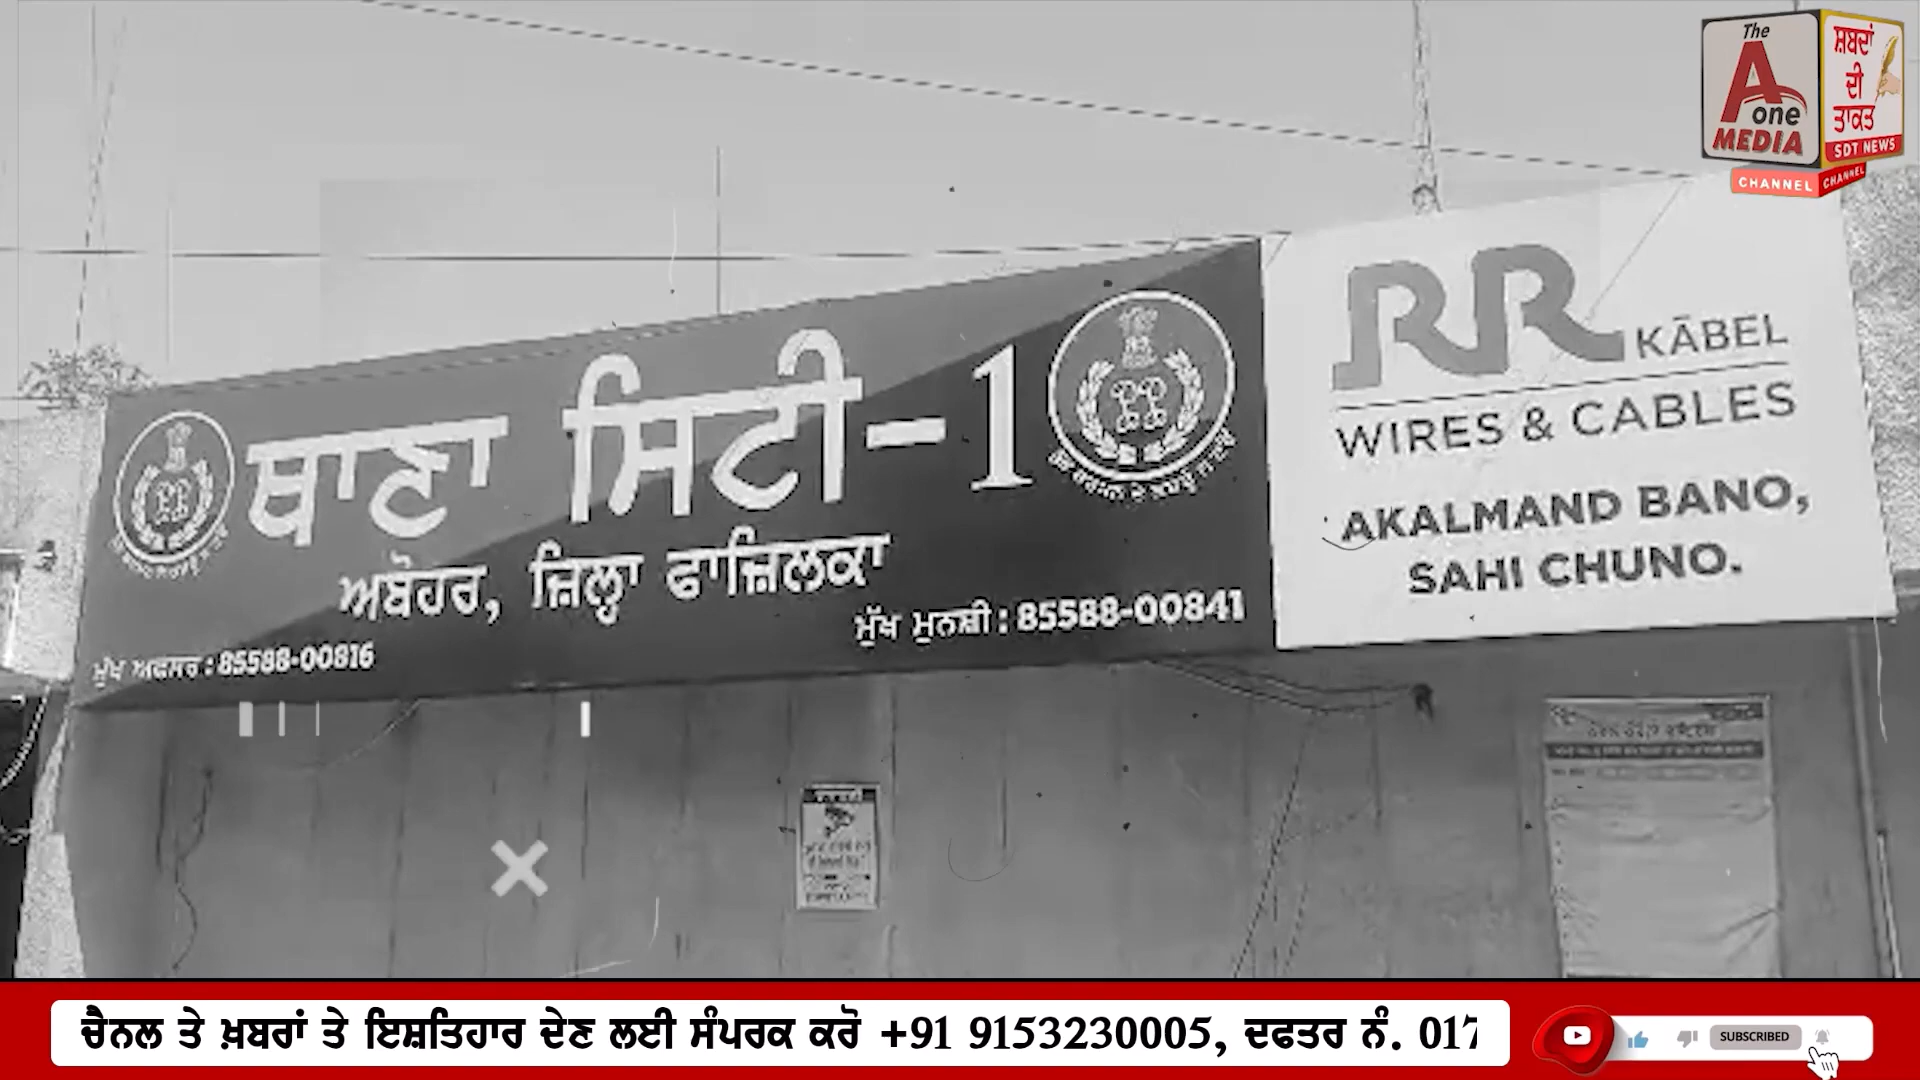 The
A
one
MEDIA
ਸ਼ਬਦਾਂ
ਦੀ
ਤਾਕਤ
SDT NEWS
CHANNEL
CHANNEL
ਥਾਣਾ ਸਿਟੀ-1
ਅਬੋਹਰ, ਜ਼ਿਲ੍ਹਾ ਫਾਜ਼ਿਲਕਾ
ਮੁੱਖ ਅਫਸਰ : 85588-00816
ਮੁੱਖ ਮੁਨਸ਼ੀ : 85588-00841
RR KĀBEL
WIRES & CABLES
AKALMAND BANO,
SAHI CHUNO.
ਚੈਨਲ ਤੇ ਖ਼ਬਰਾਂ ਤੇ ਇਸ਼ਤਿਹਾਰ ਦੇਣ ਲਈ ਸੰਪਰਕ ਕਰੋ +91 9153230005, ਦਫਤਰ ਨੰ. 017
SUBSCRIBED